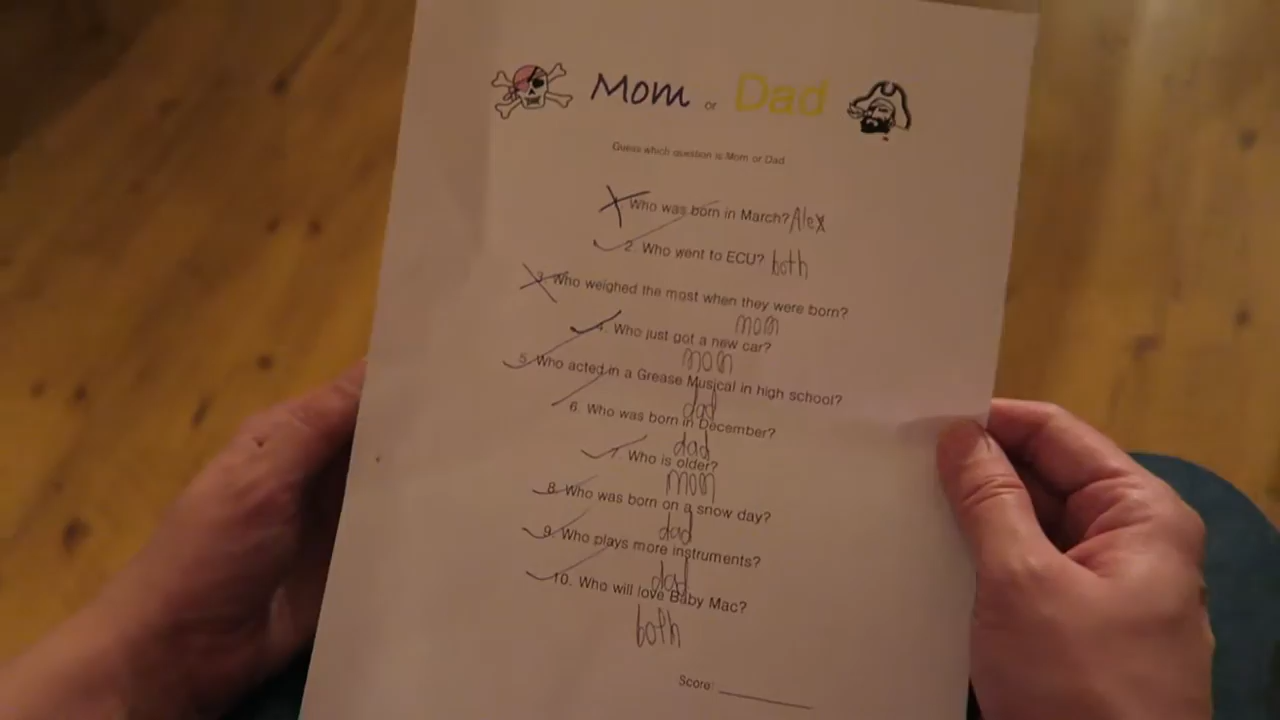 Mom or Dad
Guess which question is Mom or Dad
1. Who was born in March? Alex
2. Who went to ECU? both
3. Who weighed the most when they were born?
mom
4. Who just got a new car?
mom
5. Who acted in a Grease Musical in high school?
dad
6. Who was born in December?
dad
7. Who is older?
mom
8. Who was born on a snow day?
dad
9. Who plays more instruments?
dad
10. Who will love Baby Mac?
both
Score: